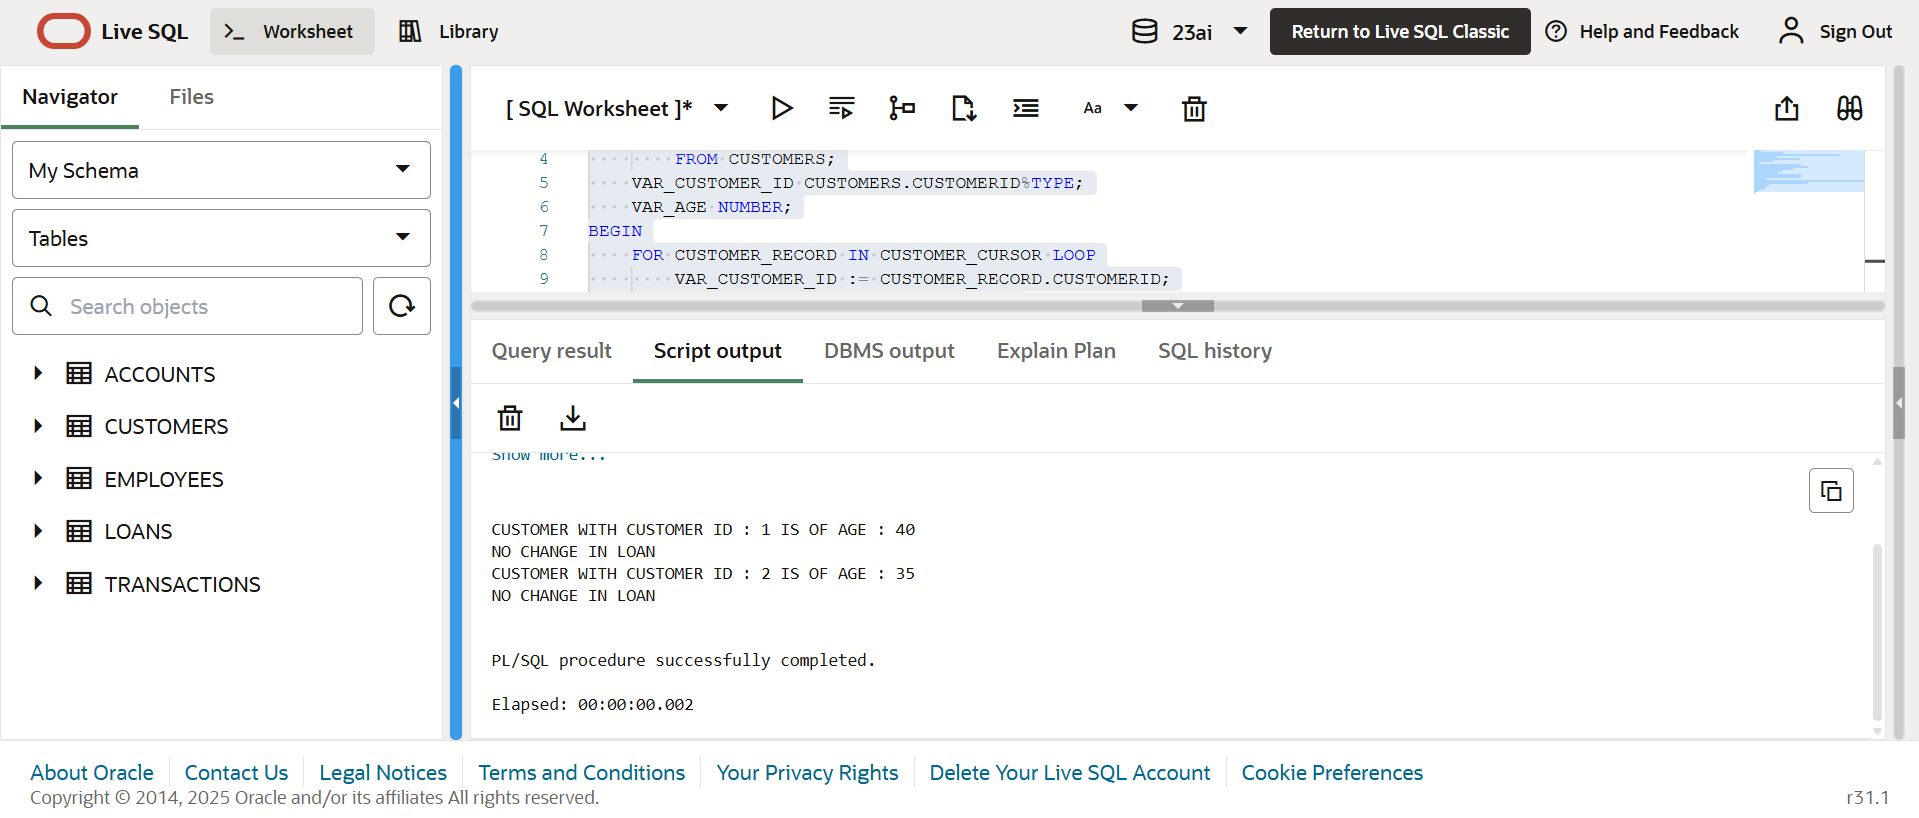 Live SQL
Worksheet
Library
23ai
Return to Live SQL Classic
Help and Feedback
Sign Out
Navigator
Files
My Schema
Tables
Search objects
ACCOUNTS
CUSTOMERS
EMPLOYEES
LOANS
TRANSACTIONS
[ SQL Worksheet ]*
Aa
4 FROM CUSTOMERS;
5 VAR_CUSTOMER_ID CUSTOMERS.CUSTOMERID%TYPE;
6 VAR_AGE NUMBER;
7 BEGIN
8 FOR CUSTOMER_RECORD IN CUSTOMER_CURSOR LOOP
9 VAR_CUSTOMER_ID := CUSTOMER_RECORD.CUSTOMERID;
Query result
Script output
DBMS output
Explain Plan
SQL history
Show more...
CUSTOMER WITH CUSTOMER ID : 1 IS OF AGE : 40
NO CHANGE IN LOAN
CUSTOMER WITH CUSTOMER ID : 2 IS OF AGE : 35
NO CHANGE IN LOAN
PL/SQL procedure successfully completed.
Elapsed: 00:00:00.002
About Oracle
Contact Us
Legal Notices
Terms and Conditions
Your Privacy Rights
Delete Your Live SQL Account
Cookie Preferences
Copyright © 2014, 2025 Oracle and/or its affiliates All rights reserved.
r31.1